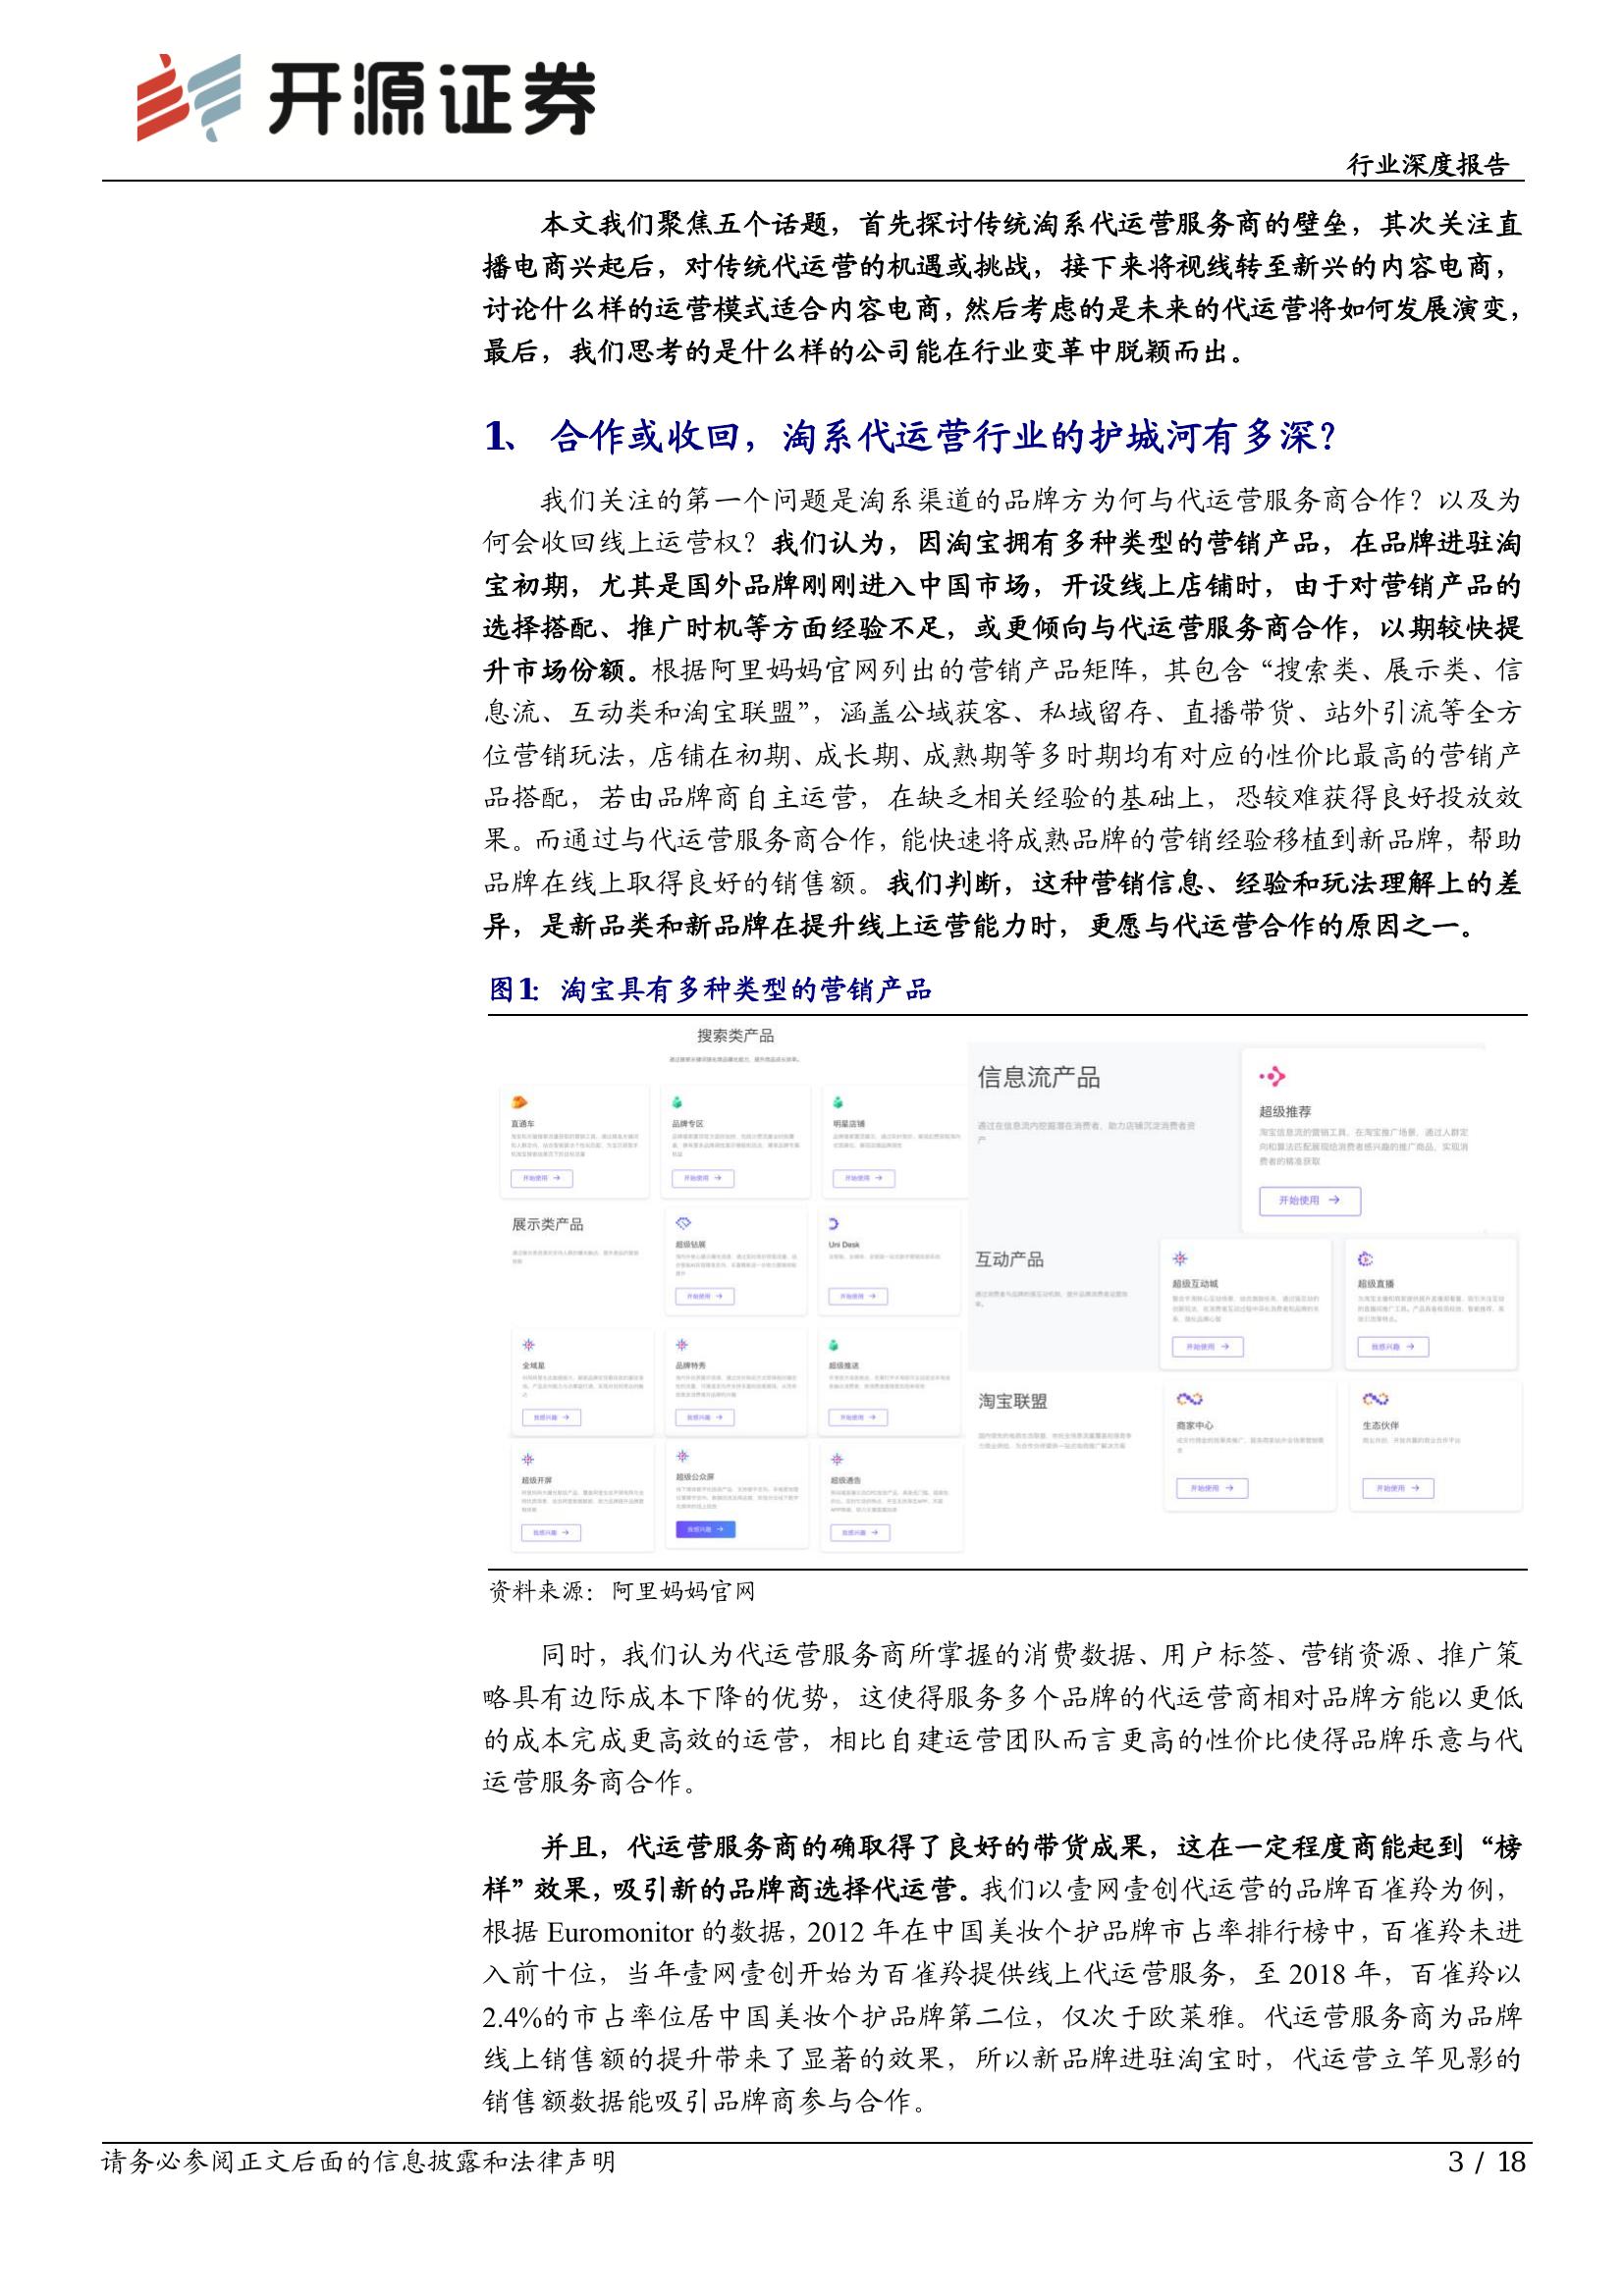 开源证券
行业深度报告
本文我们聚焦五个话题，首先探讨传统淘系代运营服务商的壁垒，其次关注直
播电商兴起后，对传统代运营的机遇或挑战，接下来将视线转至新兴的内容电商，
讨论什么样的运营模式适合内容电商，然后考虑的是未来的代运营将如何发展演变，
最后，我们思考的是什么样的公司能在行业变革中脱颖而出。
1、 合作或收回，淘系代运营行业的护城河有多深？
我们关注的第一个问题是淘系渠道的品牌方为何与代运营服务商合作？以及为
何会收回线上运营权？我们认为，因淘宝拥有多种类型的营销产品，在品牌进驻淘
宝初期，尤其是国外品牌刚刚进入中国市场，开设线上店铺时，由于对营销产品的
选择搭配、推广时机等方面经验不足，或更倾向与代运营服务商合作，以期较快提
升市场份额。根据阿里妈妈官网列出的营销产品矩阵，其包含“搜索类、展示类、信
息流、互动类和淘宝联盟”，涵盖公域获客、私域留存、直播带货、站外引流等全方
位营销玩法，店铺在初期、成长期、成熟期等多时期均有对应的性价比最高的营销产
品搭配，若由品牌商自主运营，在缺乏相关经验的基础上，恐较难获得良好投放效
果。而通过与代运营服务商合作，能快速将成熟品牌的营销经验移植到新品牌，帮助
品牌在线上取得良好的销售额。我们判断，这种营销信息、经验和玩法理解上的差
异，是新品类和新品牌在提升线上运营能力时，更愿与代运营合作的原因之一。
图1：淘宝具有多种类型的营销产品
搜索类产品
直通车
开始使用 →
品牌专区
开始使用 →
明星店铺
开始使用 →
展示类产品
超级钻展
开始使用 →
Uni Desk
开始使用 →
全域星
我感兴趣 →
品牌特秀
我感兴趣 →
超级推送
开始使用 →
超级开屏
我感兴趣 →
超级公众屏
我感兴趣 →
超级通告
我感兴趣 →
信息流产品
通过在信息流内挖掘潜在消费者，助力店铺沉淀消费者资
产
超级推荐
淘宝信息流的营销工具，在淘宝推广场景，通过人群定
向和算法匹配展现给消费者感兴趣的推广商品，实现消
费者的精准获取
开始使用 →
互动产品
超级互动城
开始使用 →
超级直播
我感兴趣 →
淘宝联盟
商家中心
开始使用 →
生态伙伴
开始使用 →
资料来源：阿里妈妈官网
同时，我们认为代运营服务商所掌握的消费数据、用户标签、营销资源、推广策
略具有边际成本下降的优势，这使得服务多个品牌的代运营商相对品牌方能以更低
的成本完成更高效的运营，相比自建运营团队而言更高的性价比使得品牌乐意与代
运营服务商合作。
并且，代运营服务商的确取得了良好的带货成果，这在一定程度商能起到“榜
样”效果，吸引新的品牌商选择代运营。我们以壹网壹创代运营的品牌百雀羚为例，
根据 Euromonitor 的数据，2012 年在中国美妆个护品牌市占率排行榜中，百雀羚未进
入前十位，当年壹网壹创开始为百雀羚提供线上代运营服务，至 2018 年，百雀羚以
2.4%的市占率位居中国美妆个护品牌第二位，仅次于欧莱雅。代运营服务商为品牌
线上销售额的提升带来了显著的效果，所以新品牌进驻淘宝时，代运营立竿见影的
销售额数据能吸引品牌商参与合作。
请务必参阅正文后面的信息披露和法律声明
3 / 18